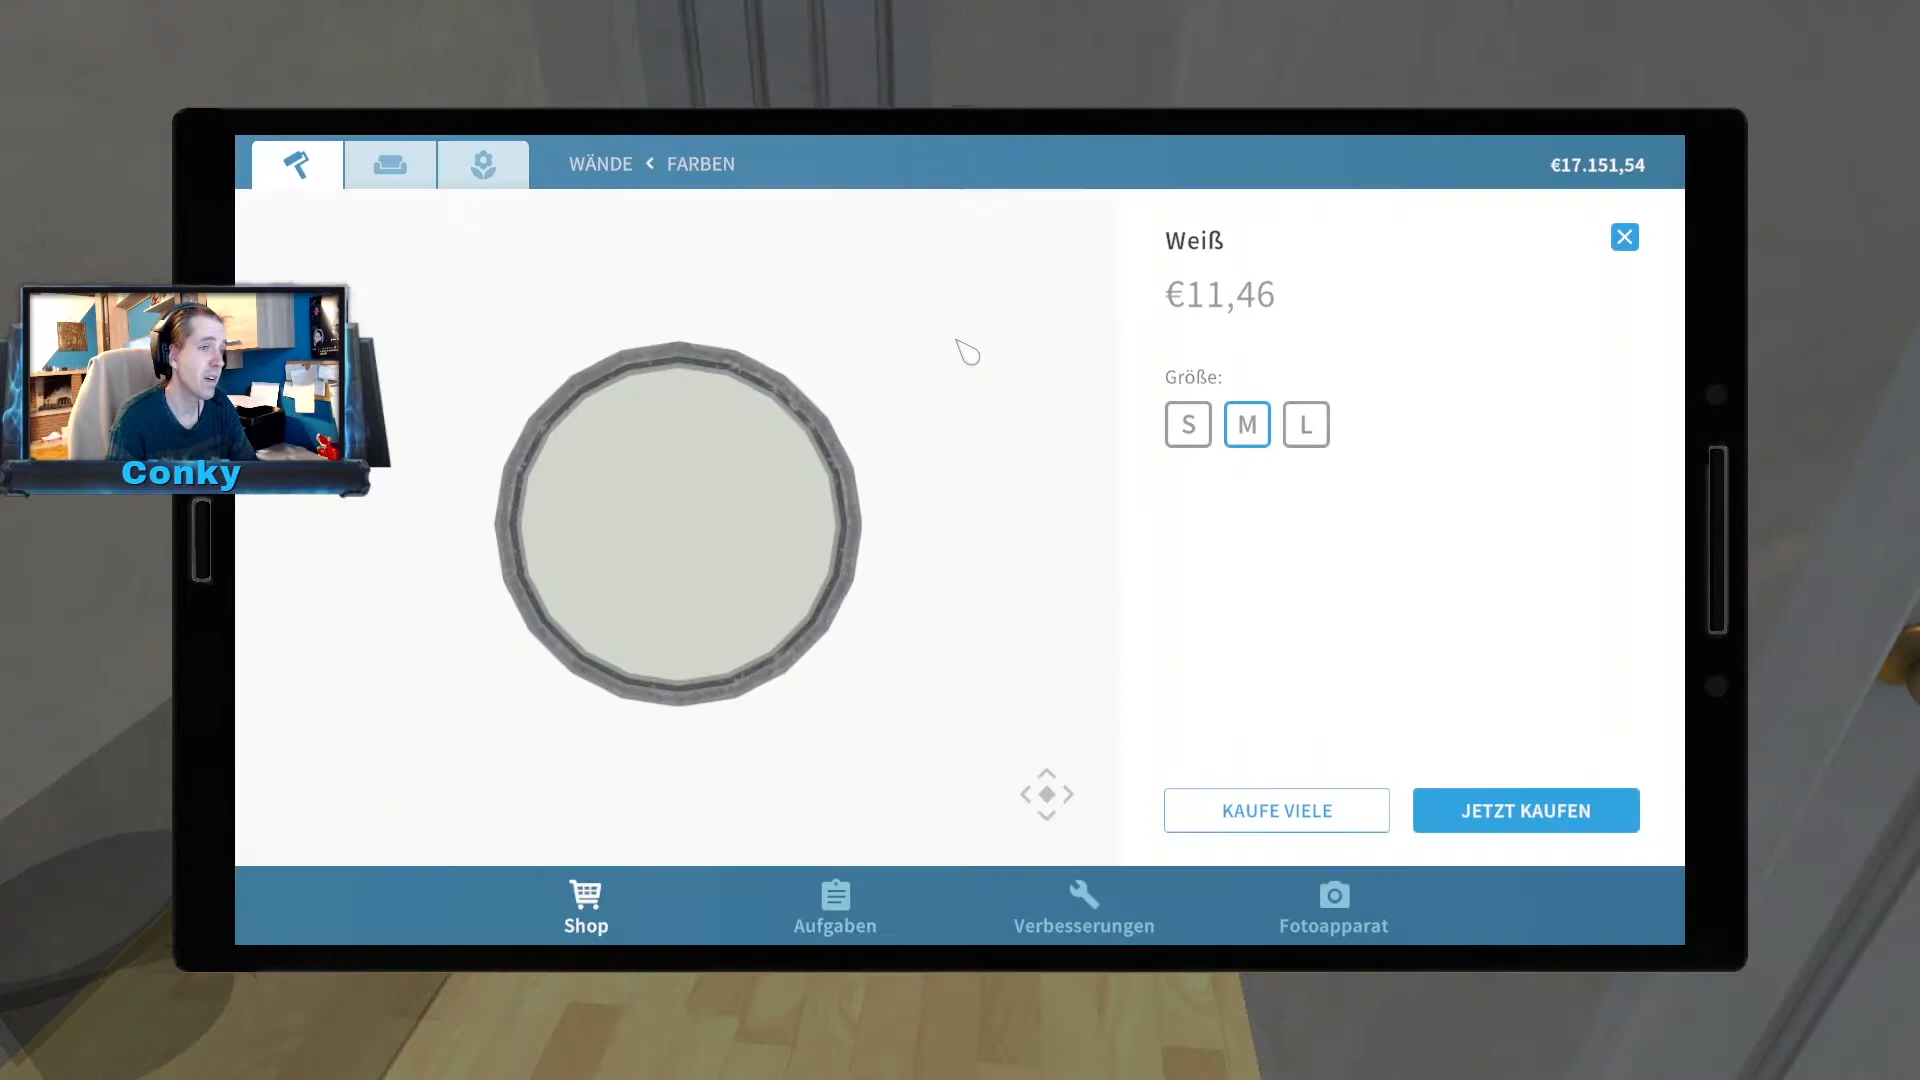 WÄNDE < FARBEN
€17.151,54
Weiß
€11,46
Größe:
S M L
Conky
KAUFE VIELE
JETZT KAUFEN
Shop
Aufgaben
Verbesserungen
Fotoapparat